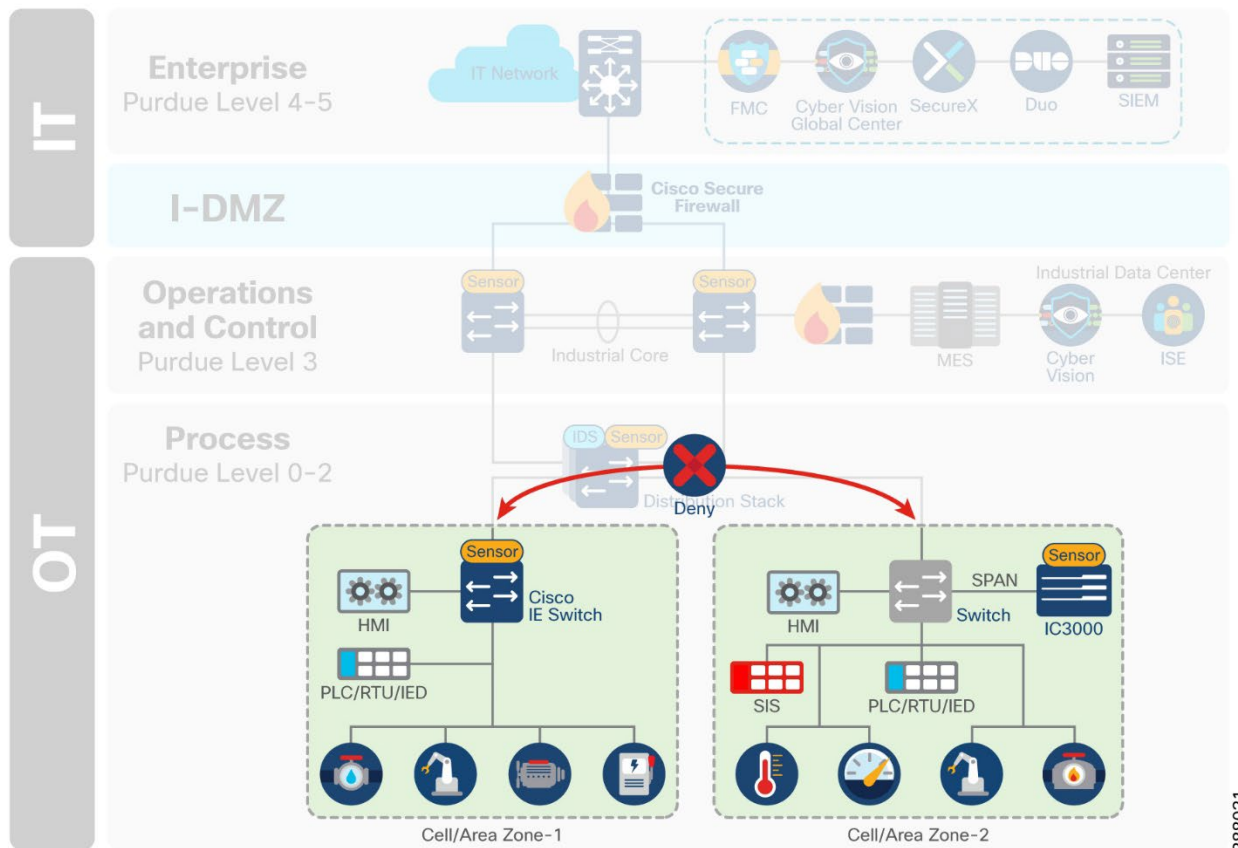 IT
Enterprise
Purdue Level 4-5
IT Network
FMC
Cyber Vision
Global Center
SecureX
DUO
Duo
SIEM
I-DMZ
Cisco Secure
Firewall
OT
Operations
and Control
Purdue Level 3
Sensor
Sensor
Industrial Core
Industrial Data Center
MES
Cyber
Vision
ISE
Process
Purdue Level 0-2
IDS
Sensor
Distribution Stack
Deny
Sensor
HMI
Cisco
IE Switch
PLC/RTU/IED
Cell/Area Zone-1
Sensor
HMI
SPAN
Switch
IC3000
SIS
PLC/RTU/IED
Cell/Area Zone-2